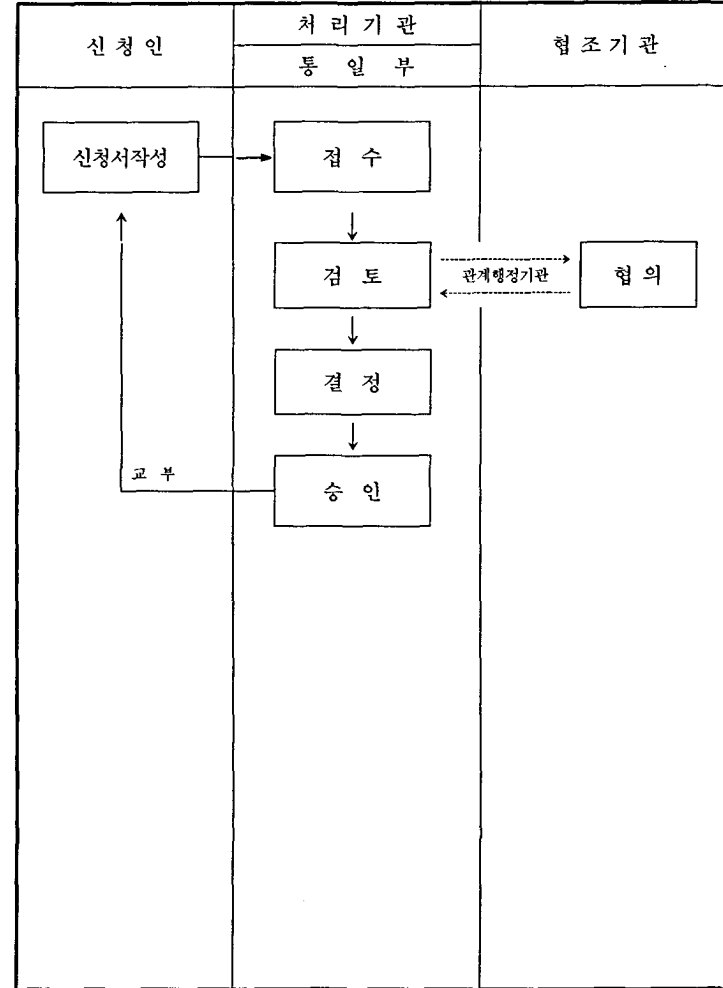 신 청 인
처 리 기 관
통 일 부
협 조 기 관
신청서작성
접 수
검 토
관계행정기관
협 의
결 정
교 부
승 인